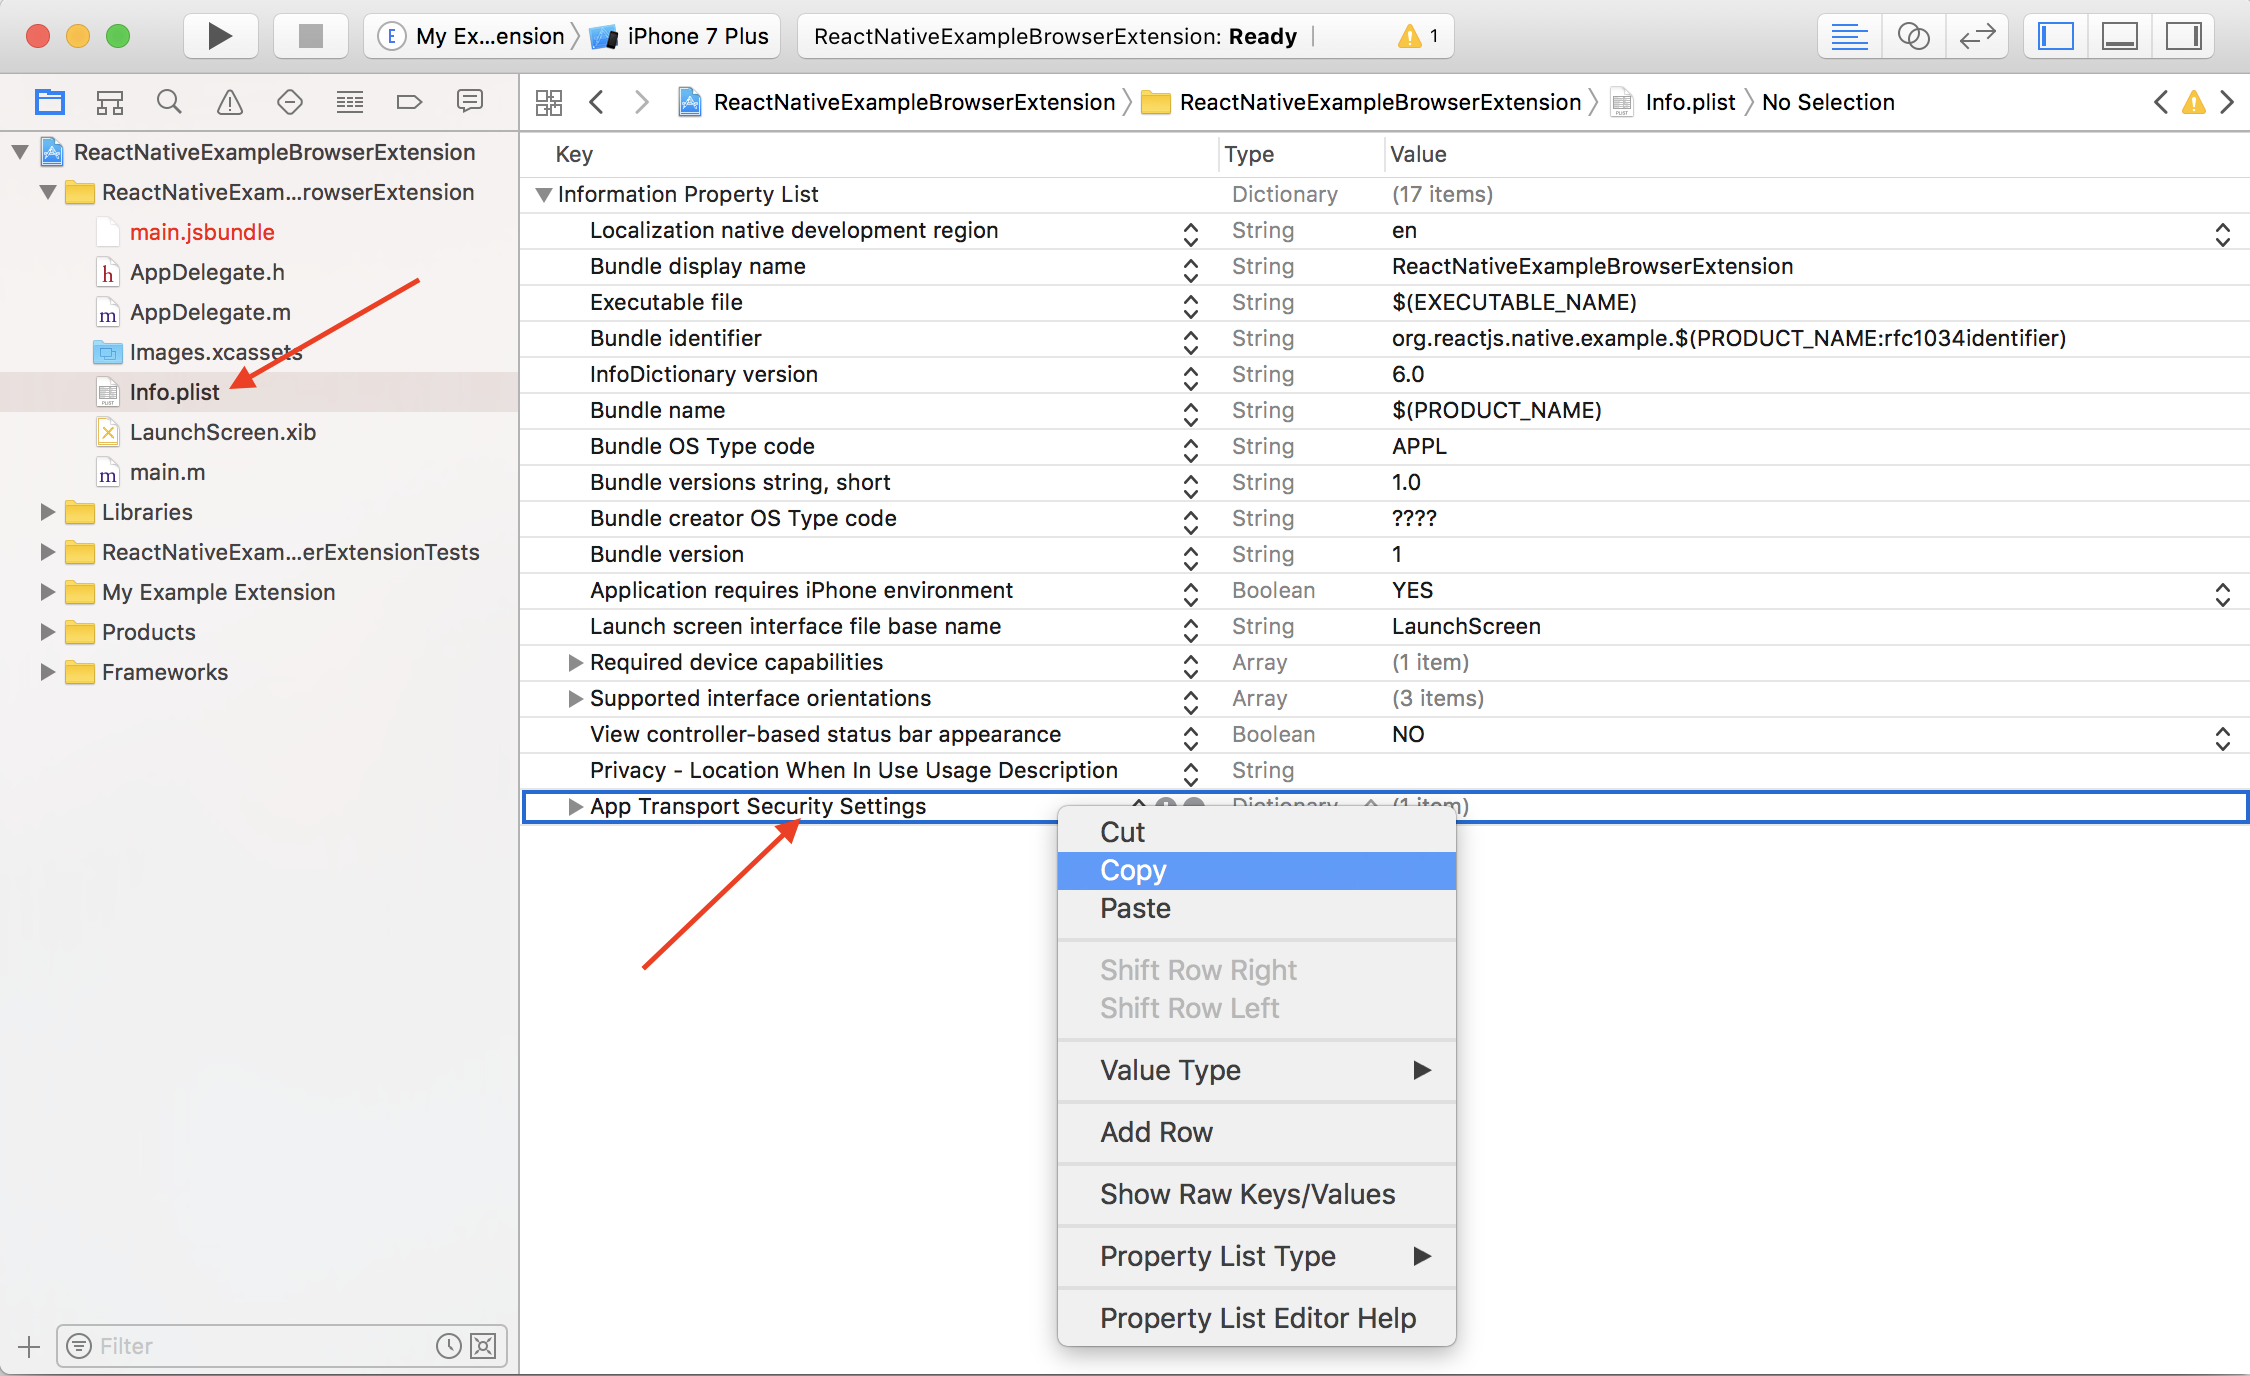 E My Ex...ension iPhone 7 Plus ReactNativeExampleBrowserExtension: Ready 1
ReactNativeExampleBrowserExtension ReactNativeExampleBrowserExtension Info.plist No Selection
ReactNativeExampleBrowserExtension
ReactNativeExam...rowserExtension
main.jsbundle
h AppDelegate.h
m AppDelegate.m
Images.xcassets
Info.plist
LaunchScreen.xib
m main.m
Libraries
ReactNativeExam...erExtensionTests
My Example Extension
Products
Frameworks
Filter
Key Type Value
Information Property List Dictionary (17 items)
Localization native development region String en
Bundle display name String ReactNativeExampleBrowserExtension
Executable file String $(EXECUTABLE_NAME)
Bundle identifier String org.reactjs.native.example.$(PRODUCT_NAME:rfc1034identifier)
InfoDictionary version String 6.0
Bundle name String $(PRODUCT_NAME)
Bundle OS Type code String APPL
Bundle versions string, short String 1.0
Bundle creator OS Type code String ????
Bundle version String 1
Application requires iPhone environment Boolean YES
Launch screen interface file base name String LaunchScreen
Required device capabilities Array (1 item)
Supported interface orientations Array (3 items)
View controller-based status bar appearance Boolean NO
Privacy - Location When In Use Usage Description String
App Transport Security Settings Dictionary (1 item)
Cut
Copy
Paste
Shift Row Right
Shift Row Left
Value Type
Add Row
Show Raw Keys/Values
Property List Type
Property List Editor Help